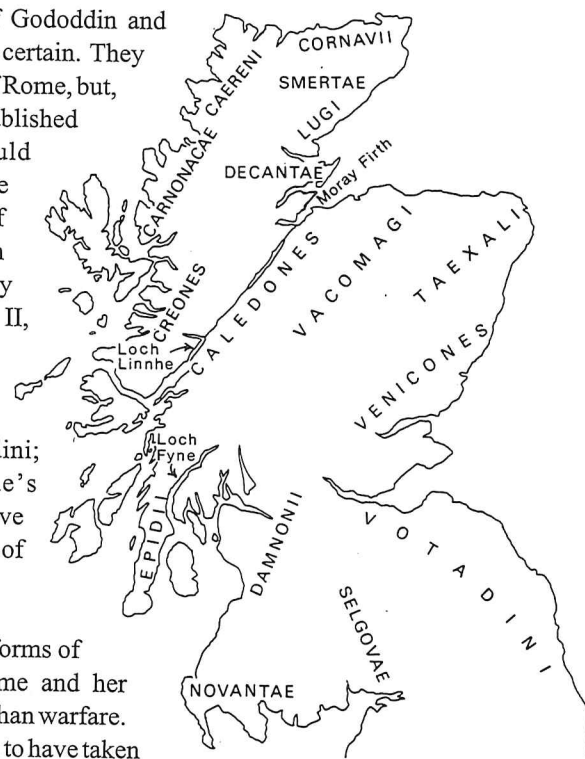 f Gododdin and
certain. They
f Rome, but,
blished
uld
e
f
n
y
II,
ini;
e's
ve
of
orms of
me and her
han warfare.
to have taken
CORNAVII
CAERENI
SMERTAE
LUGI
CARNONACAE
DECANTAE
Moray Firth
CREONES
CALEDONES
VACOMAGI
TAEXALI
Loch
Linnhe
VENICONES
Loch
Fyne
EPIDII
DAMNONII
VOTADINI
SELGOVAE
NOVANTAE